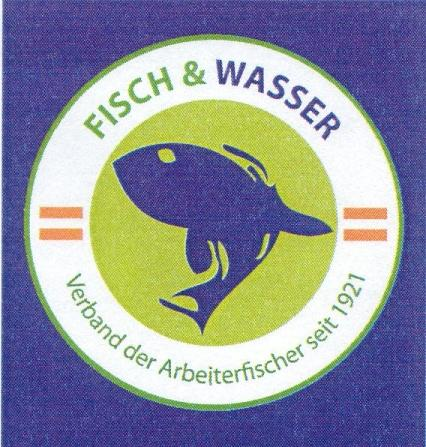 FISCH & WASSER
Verband der Arbeiterfischer seit 1921